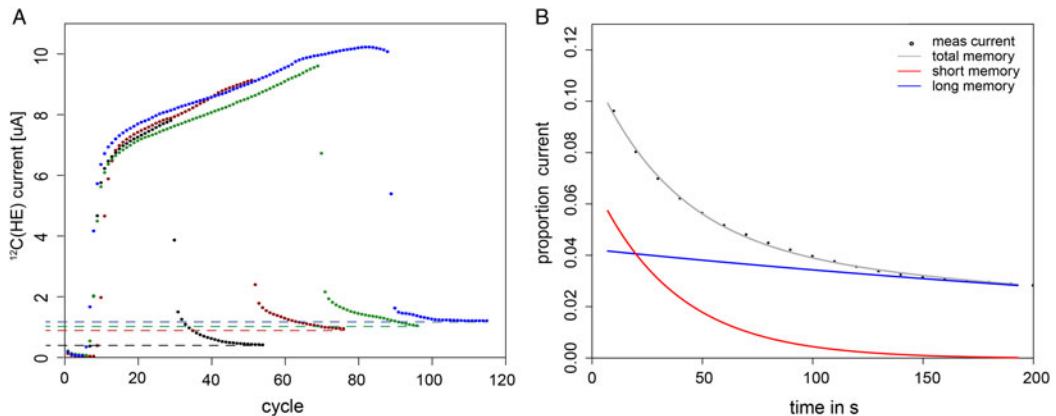 A
¹²C(HE) current [uA]
10
8
6
4
2
0
0 20 40 60 80 100 120
cycle
B
proportion current
0.12
0.10
0.08
0.06
0.04
0.02
0.00
meas current
total memory
short memory
long memory
0 50 100 150 200
time in s